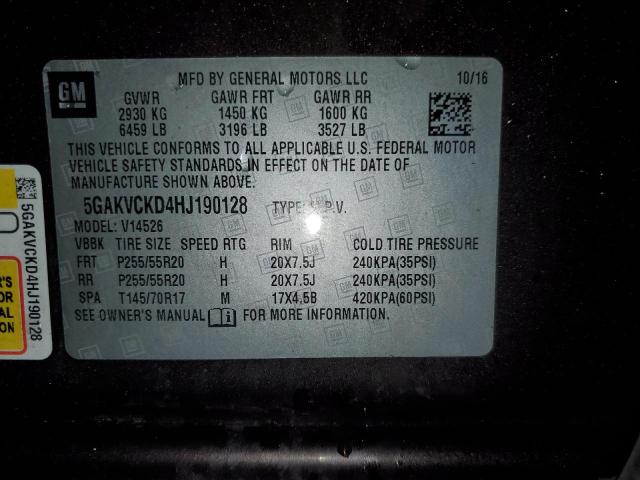 GM
MFD BY GENERAL MOTORS LLC 10/16
GVWR GAWR FRT GAWR RR
2930 KG 1450 KG 1600 KG
6459 LB 3196 LB 3527 LB
THIS VEHICLE CONFORMS TO ALL APPLICABLE U.S. FEDERAL MOTOR
VEHICLE SAFETY STANDARDS IN EFFECT ON THE DATE OF
MANUFACTURE SHOWN ABOVE.
5GAKVCKD4HJ190128 TYPE: M.P.V.
MODEL: V14526
VBBK TIRE SIZE SPEED RTG RIM COLD TIRE PRESSURE
FRT P255/55R20 H 20X7.5J 240KPA(35PSI)
RR P255/55R20 H 20X7.5J 240KPA(35PSI)
SPA T145/70R17 M 17X4.5B 420KPA(60PSI)
SEE OWNER'S MANUAL FOR MORE INFORMATION.
5GAKVCKD4HJ190128